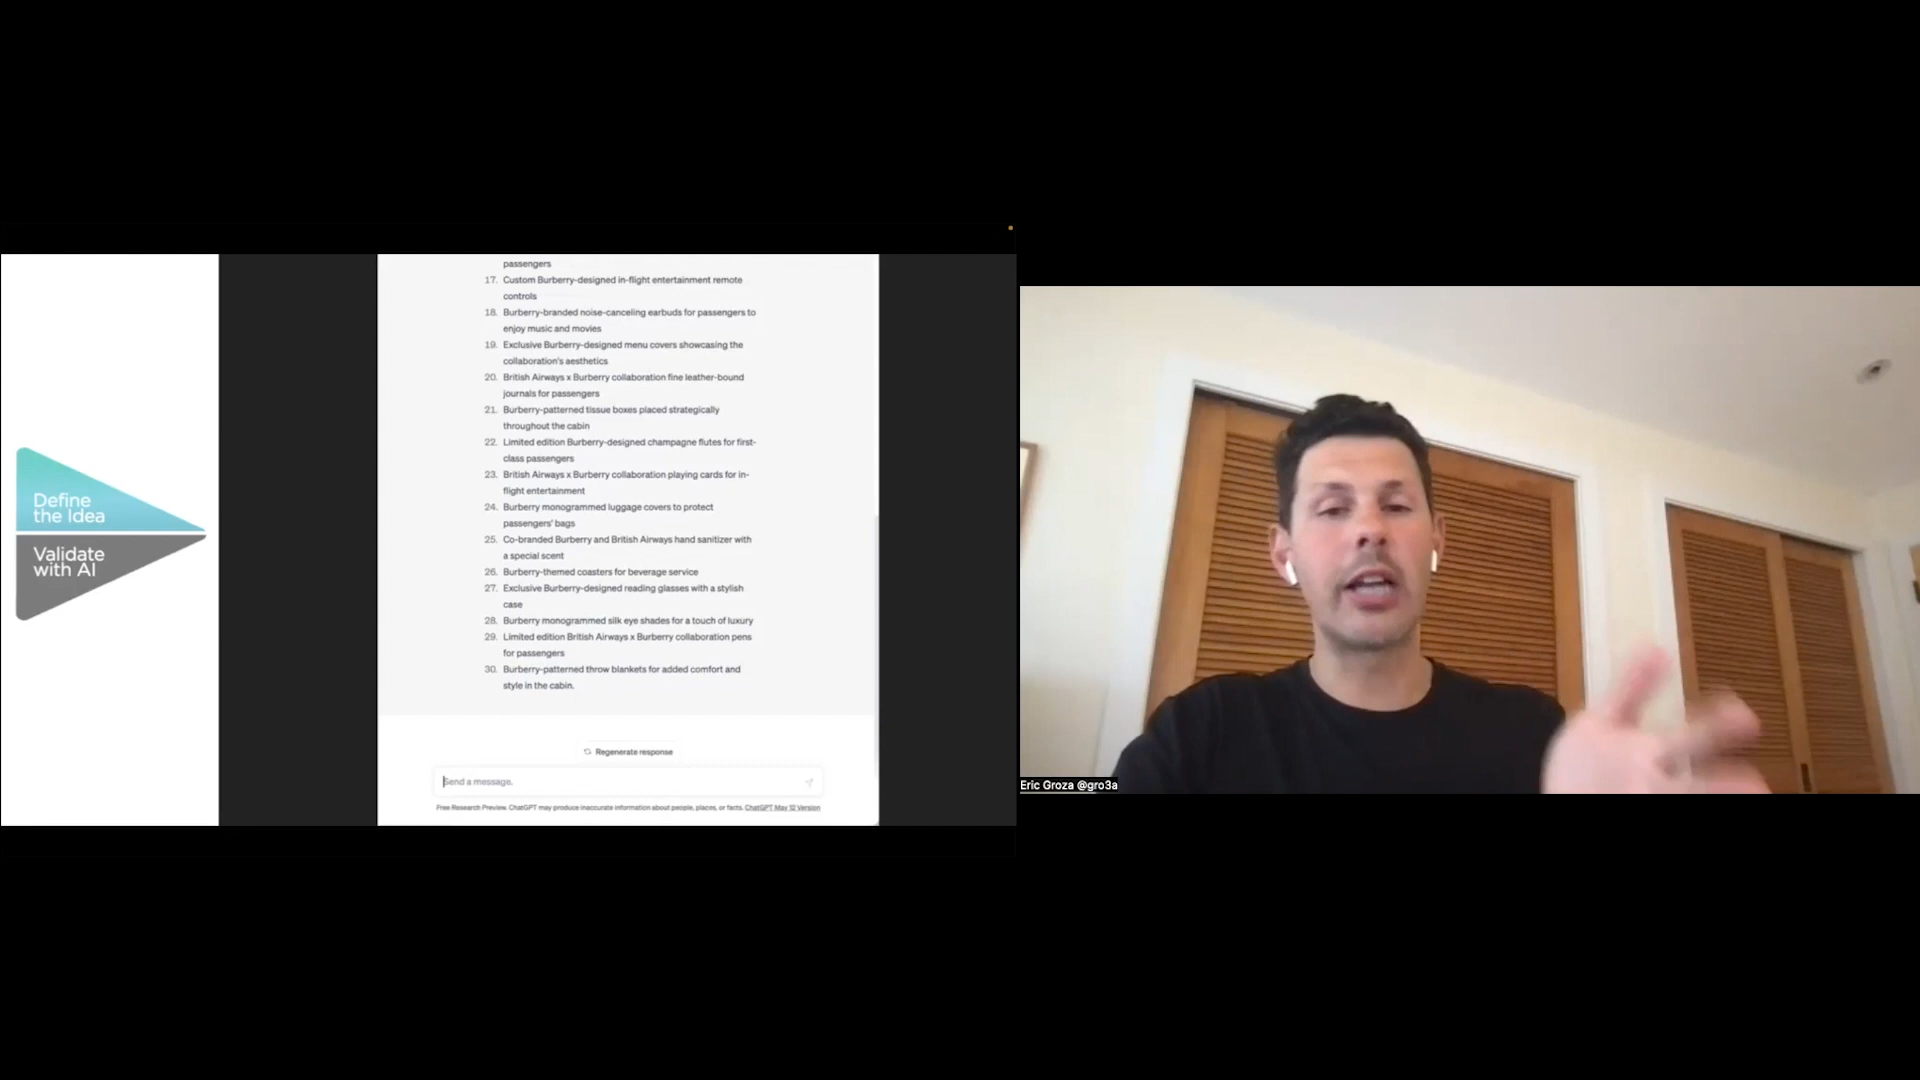 Define
the Idea
Validate
with AI
passengers
17. Custom Burberry-designed in-flight entertainment remote
controls
18. Burberry-branded noise-canceling earbuds for passengers to
enjoy music and movies
19. Exclusive Burberry-designed menu covers showcasing the
collaboration's aesthetics
20. British Airways x Burberry collaboration fine leather-bound
journals for passengers
21. Burberry-patterned tissue boxes placed strategically
throughout the cabin
22. Limited edition Burberry-designed champagne flutes for first-
class passengers
23. British Airways x Burberry collaboration playing cards for in-
flight entertainment
24. Burberry monogrammed luggage covers to protect
passengers' bags
25. Co-branded Burberry and British Airways hand sanitizer with
a special scent
26. Burberry-themed coasters for beverage service
27. Exclusive Burberry-designed reading glasses with a stylish
case
28. Burberry monogrammed silk eye shades for a touch of luxury
29. Limited edition British Airways x Burberry collaboration pens
for passengers
30. Burberry-patterned throw blankets for added comfort and
style in the cabin.
Regenerate response
Send a message.
Free Research Preview. ChatGPT may produce inaccurate information about people, places, or facts. ChatGPT May 12 Version
Eric Groza @gro3a